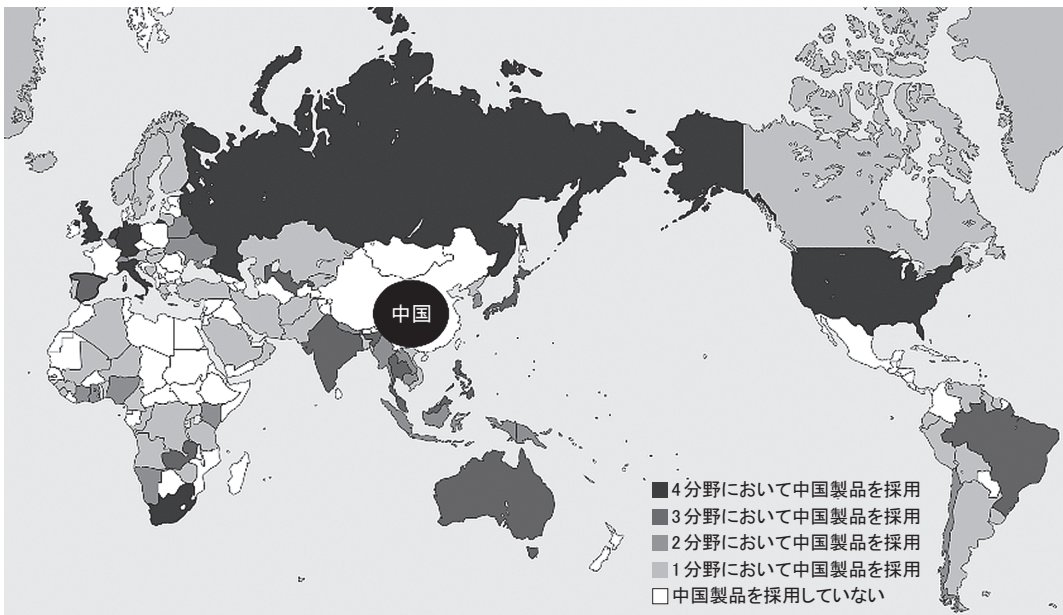 中国
4分野において中国製品を採用
3分野において中国製品を採用
2分野において中国製品を採用
1分野において中国製品を採用
中国製品を採用していない